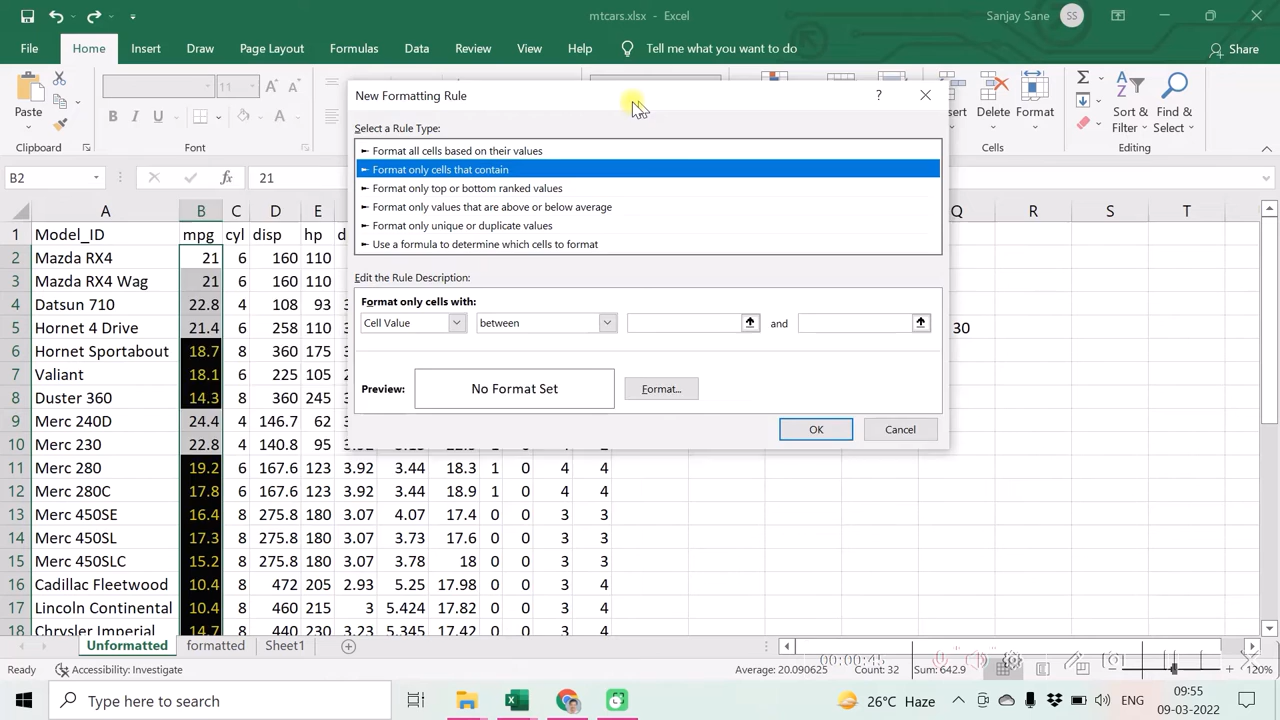 mtcars.xlsx - Excel
Sanjay Sane SS
File Home Insert Draw Page Layout Formulas Data Review View Help Tell me what you want to do Share
Paste
11
B I U
Clipboard
Font
Sort & Filter
Find & Select
Format
Cells
Editing
B2 21
New Formatting Rule ?
Select a Rule Type:
► Format all cells based on their values
► Format only cells that contain
► Format only top or bottom ranked values
► Format only values that are above or below average
► Format only unique or duplicate values
► Use a formula to determine which cells to format
Edit the Rule Description:
Format only cells with:
Cell Value between and
Preview: No Format Set Format...
OK Cancel
A B C D E Q R S T
1 Model_ID mpg cyl disp hp d
2 Mazda RX4 21 6 160 110
3 Mazda RX4 Wag 21 6 160 110
4 Datsun 710 22.8 4 108 93
5 Hornet 4 Drive 21.4 6 258 110 30
6 Hornet Sportabout 18.7 8 360 175
7 Valiant 18.1 6 225 105
8 Duster 360 14.3 8 360 245
9 Merc 240D 24.4 4 146.7 62
10 Merc 230 22.8 4 140.8 95
11 Merc 280 19.2 6 167.6 123 3.92 3.44 18.3 1 0 4 4
12 Merc 280C 17.8 6 167.6 123 3.92 3.44 18.9 1 0 4 4
13 Merc 450SE 16.4 8 275.8 180 3.07 4.07 17.4 0 0 3 3
14 Merc 450SL 17.3 8 275.8 180 3.07 3.73 17.6 0 0 3 3
15 Merc 450SLC 15.2 8 275.8 180 3.07 3.78 18 0 0 3 3
16 Cadillac Fleetwood 10.4 8 472 205 2.93 5.25 17.98 0 0 3 4
17 Lincoln Continental 10.4 8 460 215 3 5.424 17.82 0 0 3 4
18 Chrysler Imperial 14.7 8 440 230 3.23 5.345 17.42 0 0 3 4
Unformatted formatted Sheet1
Ready Accessibility: Investigate Average: 20.090625 Count: 32 Sum: 642.9 120%
Type here to search
26°C Haze ENG
09:55
09-03-2022